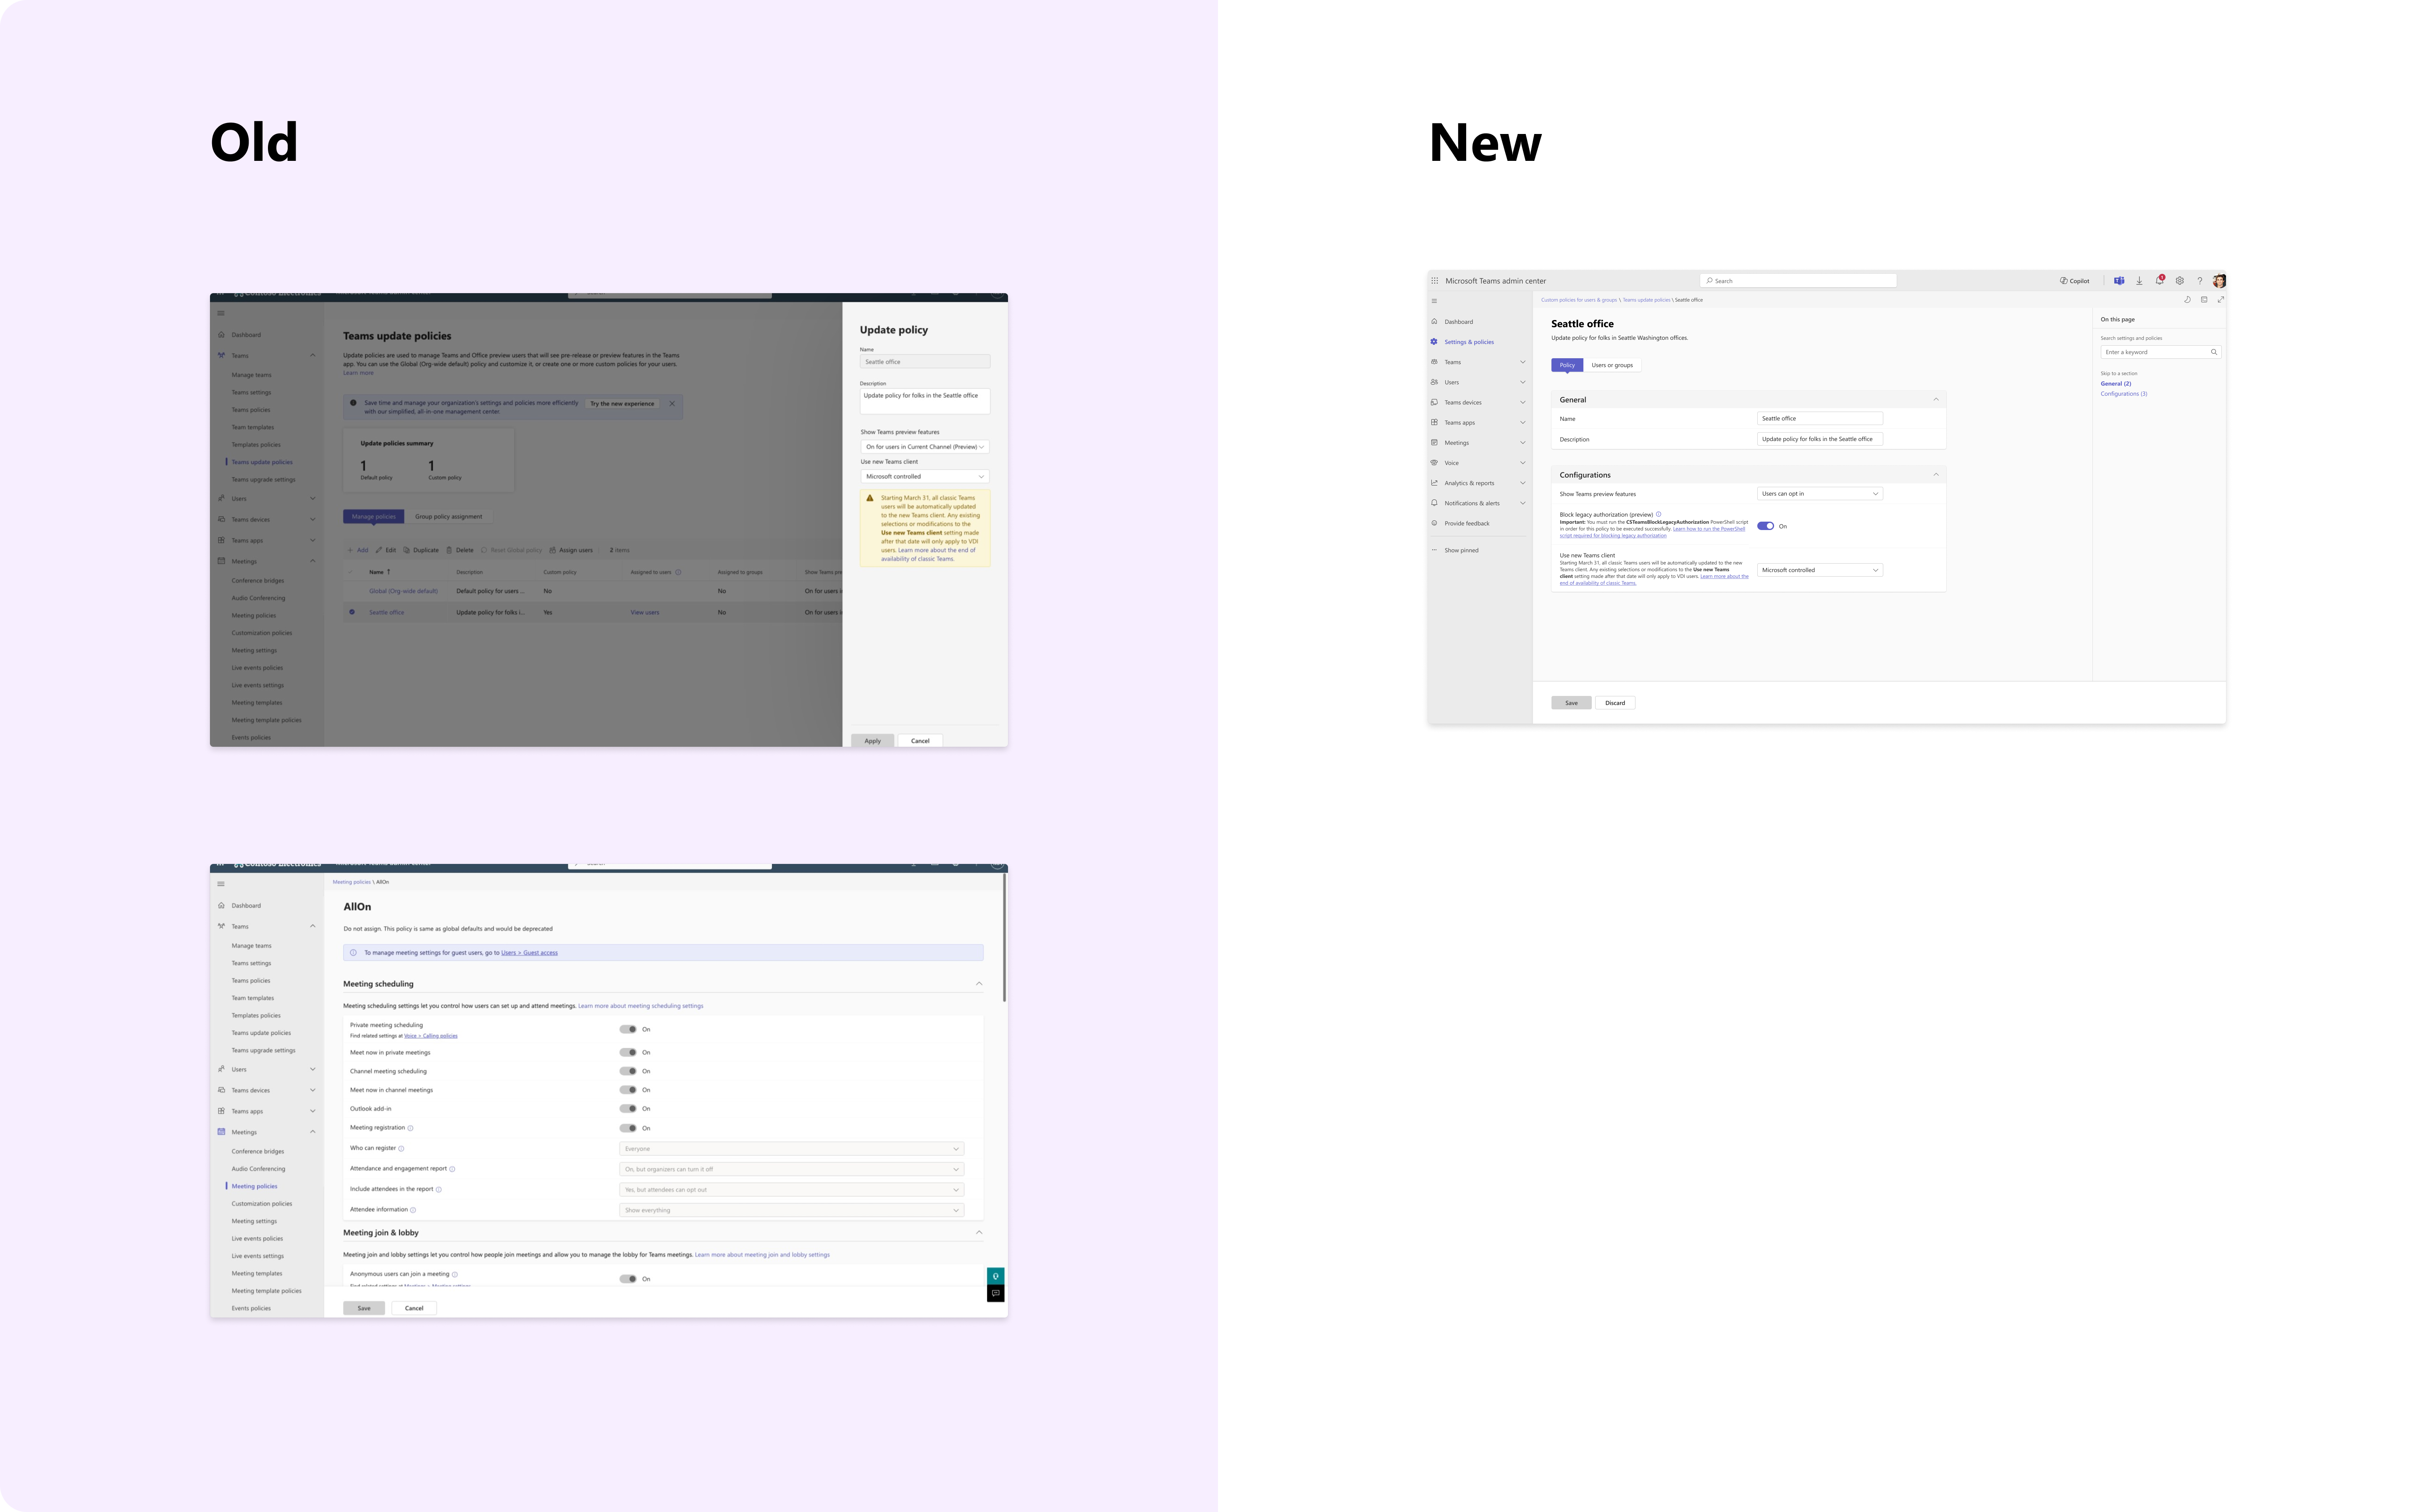 Old
New
Dashboard
Teams
Manage teams
Teams settings
Teams policies
Team templates
Templates policies
Teams update policies
Teams upgrade settings
Users
Teams devices
Teams apps
Meetings
Conference bridges
Audio Conferencing
Meeting policies
Customization policies
Meeting settings
Live events policies
Live events settings
Meeting templates
Meeting template policies
Events policies
Teams update policies
Update policies are used to manage Teams and Office preview users that will see pre-release or preview features in the Teams
app. You can use the Global (Org-wide default) policy and customize it, or create one or more custom policies for your users.
Learn more
Save time and manage your organization's settings and policies more efficiently
with our simplified, all-in-one management center.
Try the new experience
Update policies summary
1 1
Default policy Custom policy
Manage policies Group policy assignment
Add Edit Duplicate Delete Reset Global policy Assign users 2 items
Name ↑ Description Custom policy Assigned to users Assigned to groups Show Teams pre
Global (Org-wide default) Default policy for users ... No No On for users i
Seattle office Update policy for folks i... Yes View users No On for users i
Update policy
Name
Seattle office
Description
Update policy for folks in the Seattle office
Show Teams preview features
On for users in Current Channel (Preview)
Use new Teams client
Microsoft controlled
Starting March 31, all classic Teams
users will be automatically updated
to the new Teams client. Any existing
selections or modifications to the
Use new Teams client setting made
after that date will only apply to VDI
users. Learn more about the end of
availability of classic Teams.
Apply Cancel
Dashboard
Teams
Manage teams
Teams settings
Teams policies
Team templates
Templates policies
Teams update policies
Teams upgrade settings
Users
Teams devices
Teams apps
Meetings
Conference bridges
Audio Conferencing
Meeting policies
Customization policies
Meeting settings
Live events policies
Live events settings
Meeting templates
Meeting template policies
Events policies
Meeting policies \ AllOn
AllOn
Do not assign. This policy is same as global defaults and would be deprecated
To manage meeting settings for guest users, go to Users > Guest access
Meeting scheduling
Meeting scheduling settings let you control how users can set up and attend meetings. Learn more about meeting scheduling settings
Private meeting scheduling On
Find related settings at Voice > Calling policies
Meet now in private meetings On
Channel meeting scheduling On
Meet now in channel meetings On
Outlook add-in On
Meeting registration On
Who can register Everyone
Attendance and engagement report On, but organizers can turn it off
Include attendees in the report Yes, but attendees can opt out
Attendee information Show everything
Meeting join & lobby
Meeting join and lobby settings let you control how people join meetings and allow you to manage the lobby for Teams meetings. Learn more about meeting join and lobby settings
Anonymous users can join a meeting On
Save Cancel
Microsoft Teams admin center
Search
Copilot
Dashboard
Settings & policies
Teams
Users
Teams devices
Teams apps
Meetings
Voice
Analytics & reports
Notifications & alerts
Provide feedback
Show pinned
Custom policies for users & groups \ Teams update policies \ Seattle office
Seattle office
Update policy for folks in Seattle Washington offices.
Policy Users or groups
General
Name Seattle office
Description Update policy for folks in the Seattle office
Configurations
Show Teams preview features Users can opt in
Block legacy authorization (preview)
Important: You must run the CSTeamsBlockLegacyAuthorization PowerShell script
in order for this policy to be executed successfully. Learn how to run the PowerShell
script required for blocking legacy authorization
On
Use new Teams client
Starting March 31, all classic Teams users will be automatically updated to the new
Teams client. Any existing selections or modifications to the Use new Teams
client setting made after that date will only apply to VDI users. Learn more about the
end of availability of classic Teams.
Microsoft controlled
Save Discard
On this page
Search settings and policies
Enter a keyword
Skip to a section
General (2)
Configurations (3)